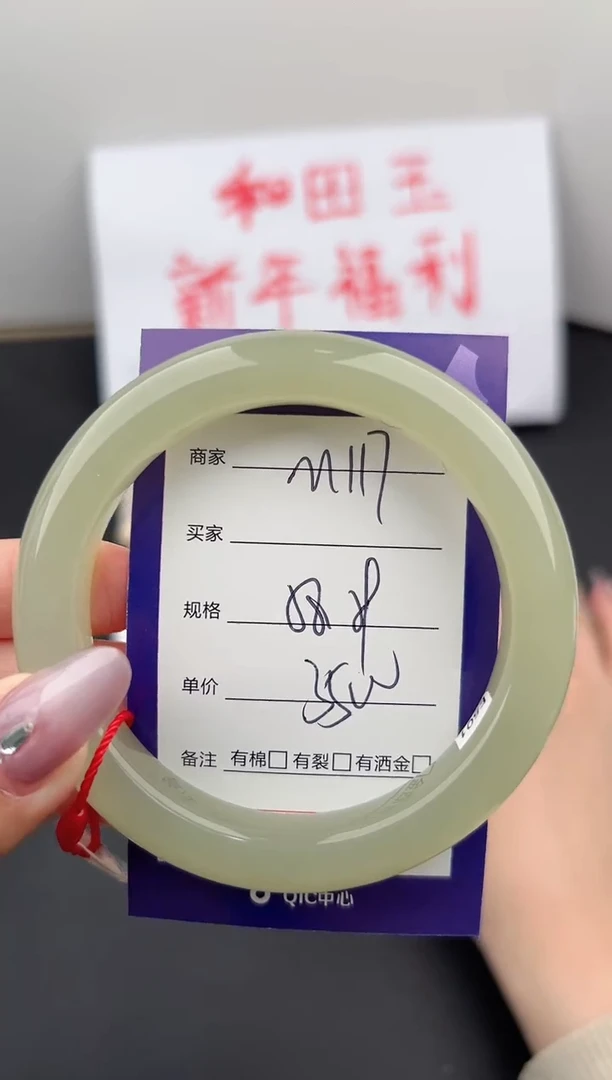 和田玉
新年福利
商家 M117
买家
规格
单价 35W
备注 有棉□ 有裂□ 有洒金□
QIC中心